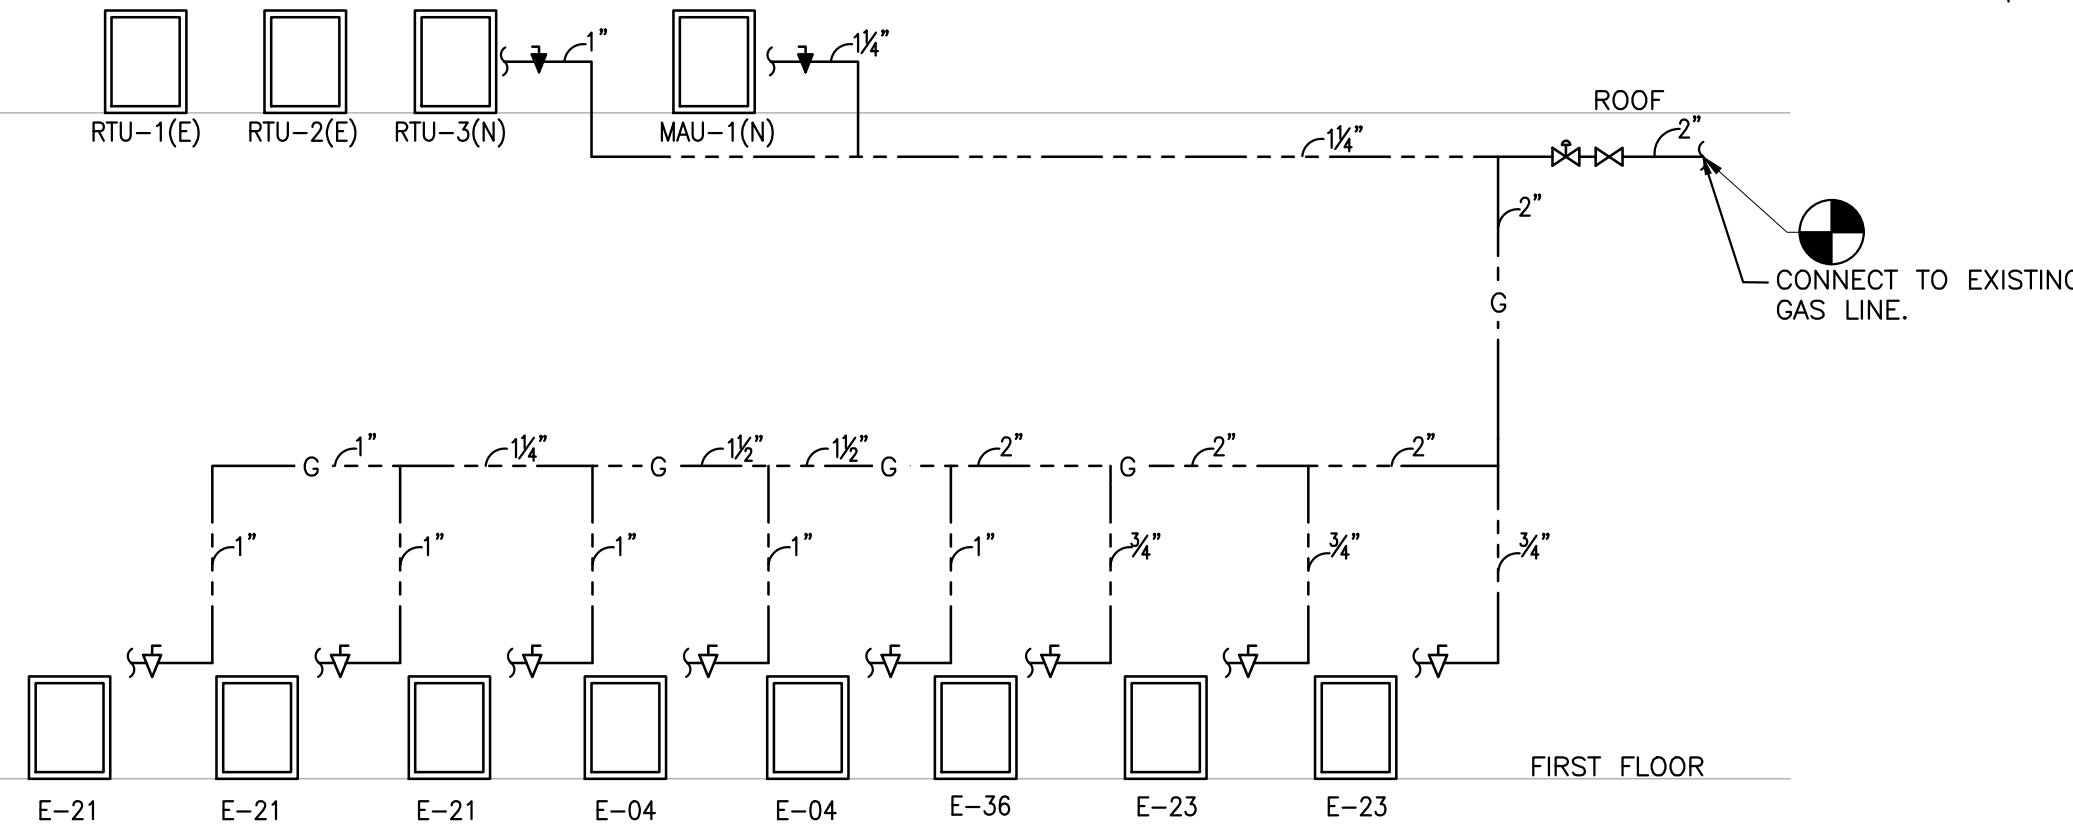 1" 1¼"
ROOF
RTU-1(E) RTU-2(E) RTU-3(N) MAU-1(N)
1¼" 2"
2"
CONNECT TO EXISTING
GAS LINE.
G
1" 1¼" 1½" 1½" 2" 2" 2"
G G G G
1" 1" 1" 1" 1" ¾" ¾" ¾"
FIRST FLOOR
E-21 E-21 E-21 E-04 E-04 E-36 E-23 E-23